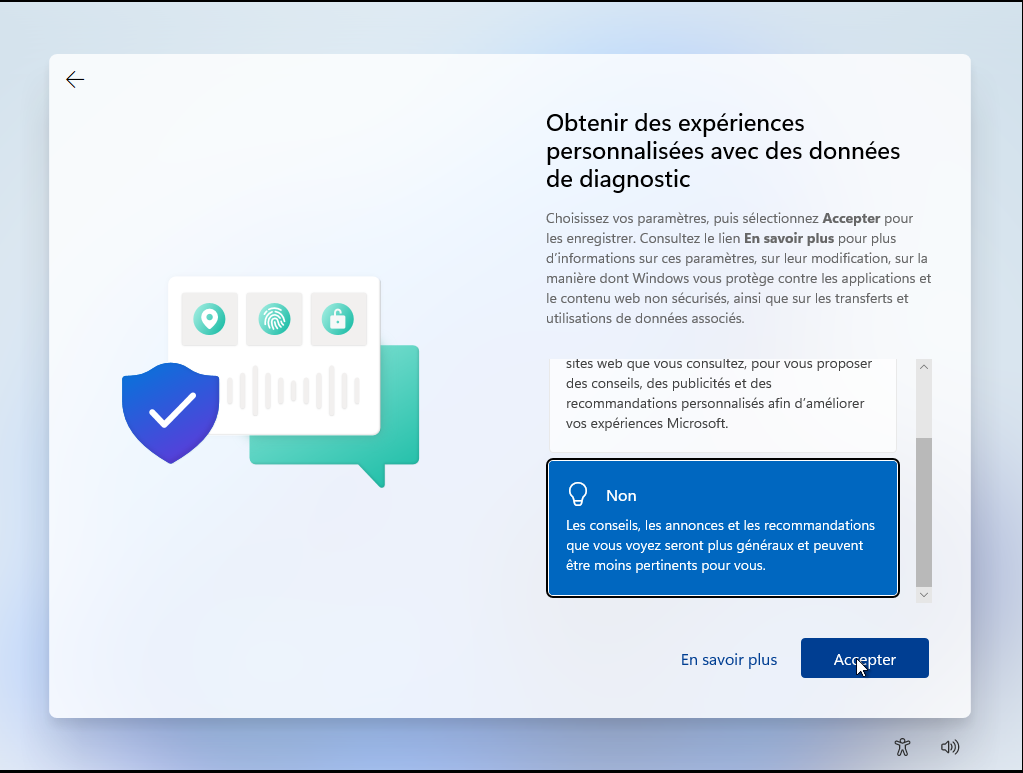 Obtenir des expériences
personnalisées avec des données
de diagnostic
Choisissez vos paramètres, puis sélectionnez Accepter pour
les enregistrer. Consultez le lien En savoir plus pour plus
d’informations sur ces paramètres, sur leur modification, sur la
manière dont Windows vous protège contre les applications et
le contenu web non sécurisés, ainsi que sur les transferts et
utilisations de données associés.
sites web que vous consultez, pour vous proposer
des conseils, des publicités et des
recommandations personnalisés afin d’améliorer
vos expériences Microsoft.
Non
Les conseils, les annonces et les recommandations
que vous voyez seront plus généraux et peuvent
être moins pertinents pour vous.
En savoir plus
Accepter